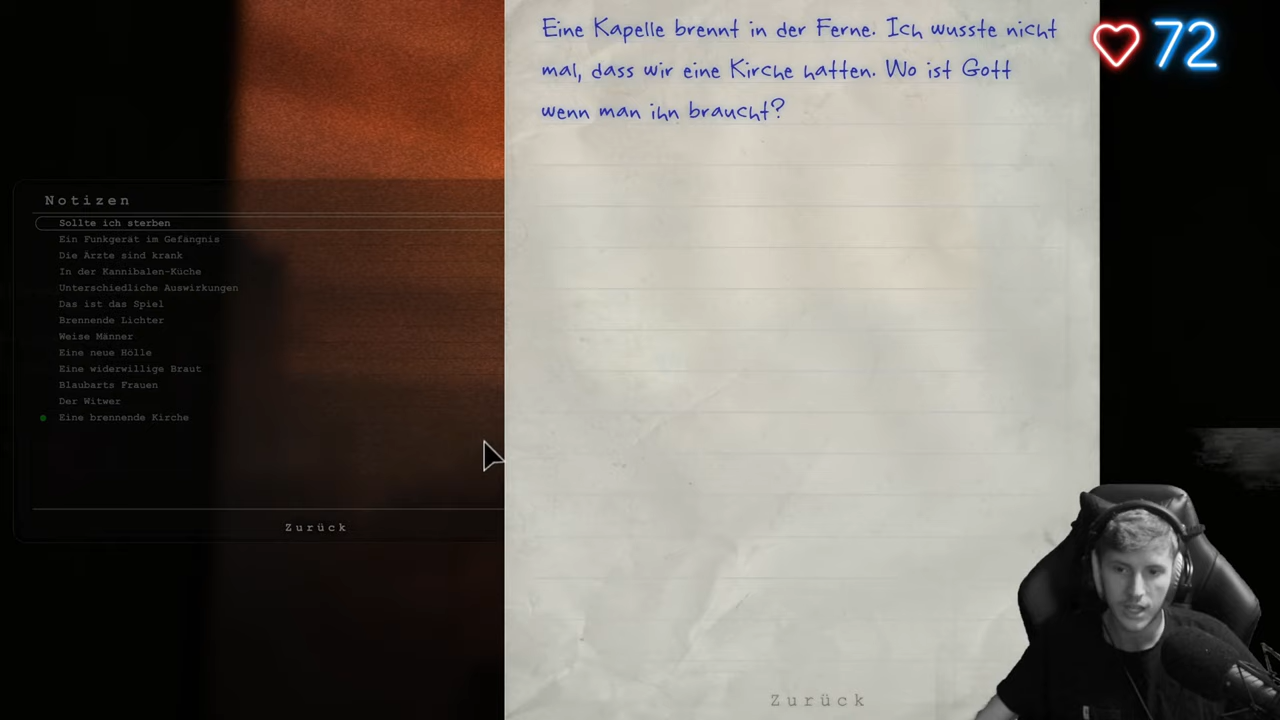 Eine Kapelle brennt in der Ferne. Ich wusste nicht
mal, dass wir eine Kirche hatten. Wo ist Gott
wenn man ihn braucht?
72
Notizen
Sollte ich sterben
Ein Funkgerät im Gefängnis
Die Ärzte sind krank
In der Kannibalen-Küche
Unterschiedliche Auswirkungen
Das ist das Spiel
Brennende Lichter
Weise Männer
Eine neue Hölle
Eine widerwillige Braut
Blaubarts Frauen
Der Witwer
Eine brennende Kirche
Zurück
Zurück